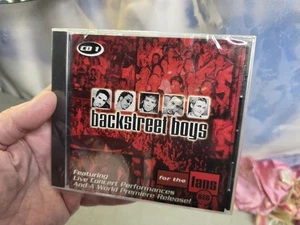 CD 1
backstreet boys
for the
fans
Featuring
Live Concert Performances
And A World Premiere Release!